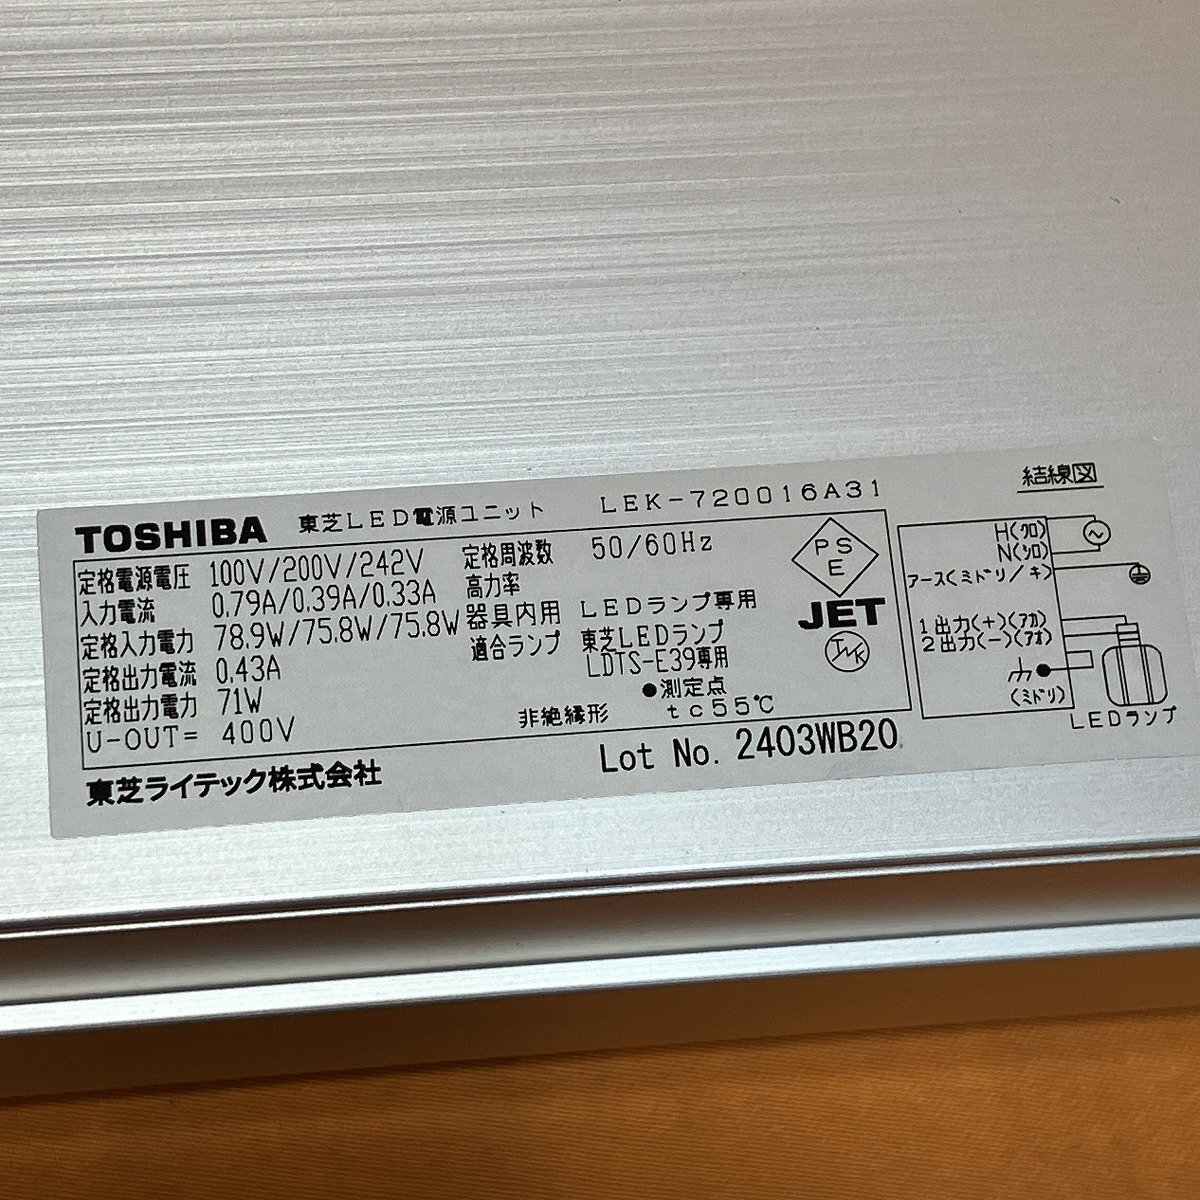 TOSHIBA 東芝LED電源ユニット LEK-720016A31
定格電源電圧 100V/200V/242V
入力電流 0.79A/0.39A/0.33A
定格入力電力 78.9W/75.8W/75.8W
定格出力電流 0.43A
定格出力電力 71W
U-OUT= 400V
定格周波数 50/60Hz
高力率
器具内用 LEDランプ専用
適合ランプ 東芝LEDランプ
LDTS-E39専用
●測定点
非絶縁形 tc55℃
PS
E
JET
東芝ライテック株式会社
Lot No. 2403WB20
結線図
H(クロ)
N(シロ)
アース(ミドリ/キ)
1出力(+)(アカ)
2出力(-)(アオ)
(ミドリ)
LEDランプ